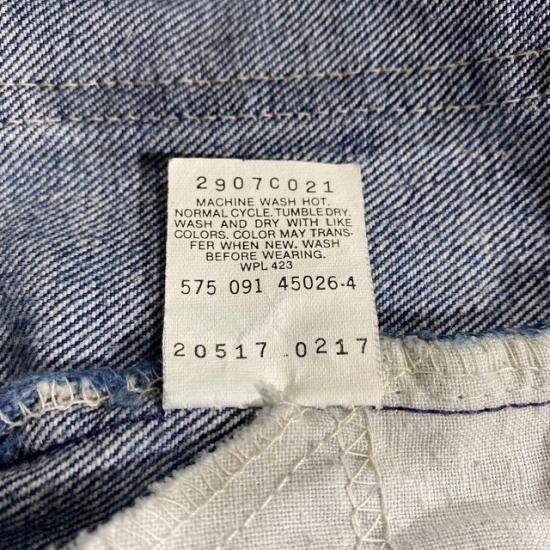 2907C021
MACHINE WASH HOT.
NORMAL CYCLE. TUMBLE DRY.
WASH AND DRY WITH LIKE
COLORS. COLOR MAY TRANS-
FER WHEN NEW. WASH
BEFORE WEARING.
WPL 423
575 091 45026-4
20517 0217